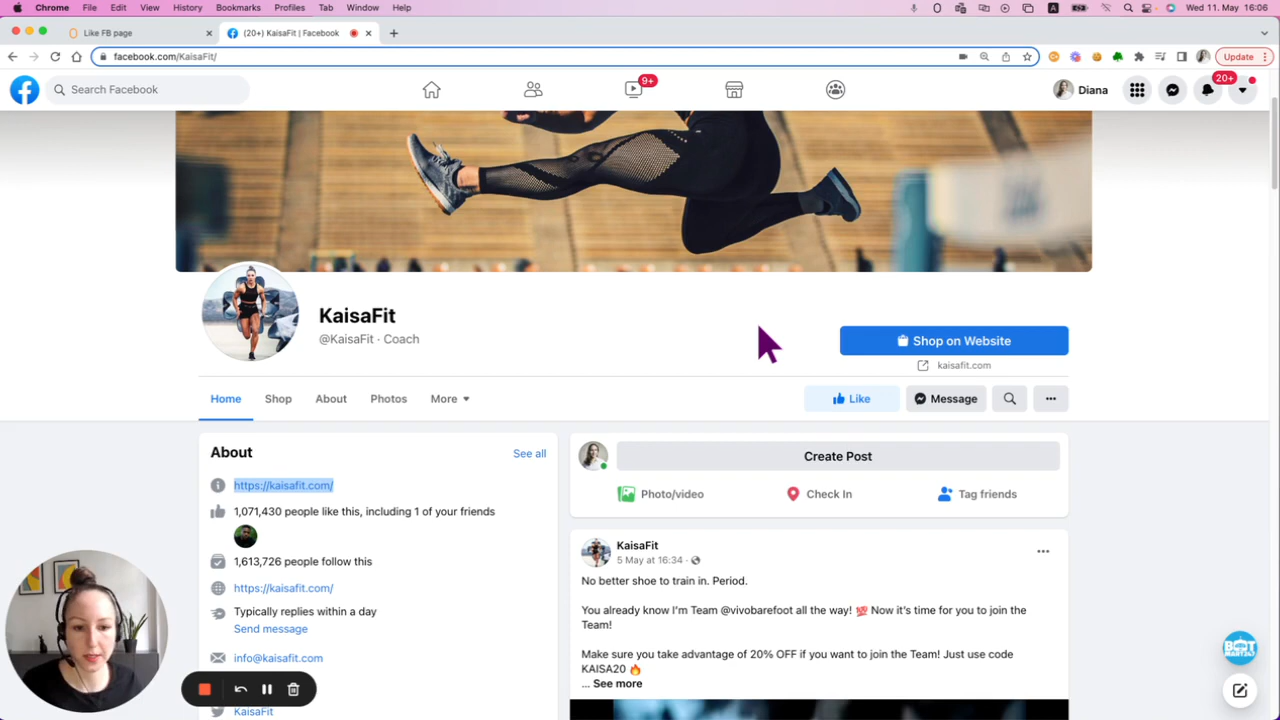 Chrome File Edit View History Bookmarks Profiles Tab Window Help
A
Wed 11. May 16:06
Like FB page
(20+) KaisaFit | Facebook
facebook.com/KaisaFit/
Update
Search Facebook
9+
Diana
20+
KaisaFit
@KaisaFit · Coach
Shop on Website
kaisafit.com
Home Shop About Photos More
Like Message
About
See all
https://kaisafit.com/
1,071,430 people like this, including 1 of your friends
1,613,726 people follow this
https://kaisafit.com/
Typically replies within a day
Send message
info@kaisafit.com
KaisaFit
Create Post
Photo/video Check In Tag friends
KaisaFit
5 May at 16:34 ·
No better shoe to train in. Period.
You already know I'm Team @vivobarefoot all the way! 💯 Now it's time for you to join the
Team!
Make sure you take advantage of 20% OFF if you want to join the Team! Just use code
KAISA20 🔥
... See more
BOT